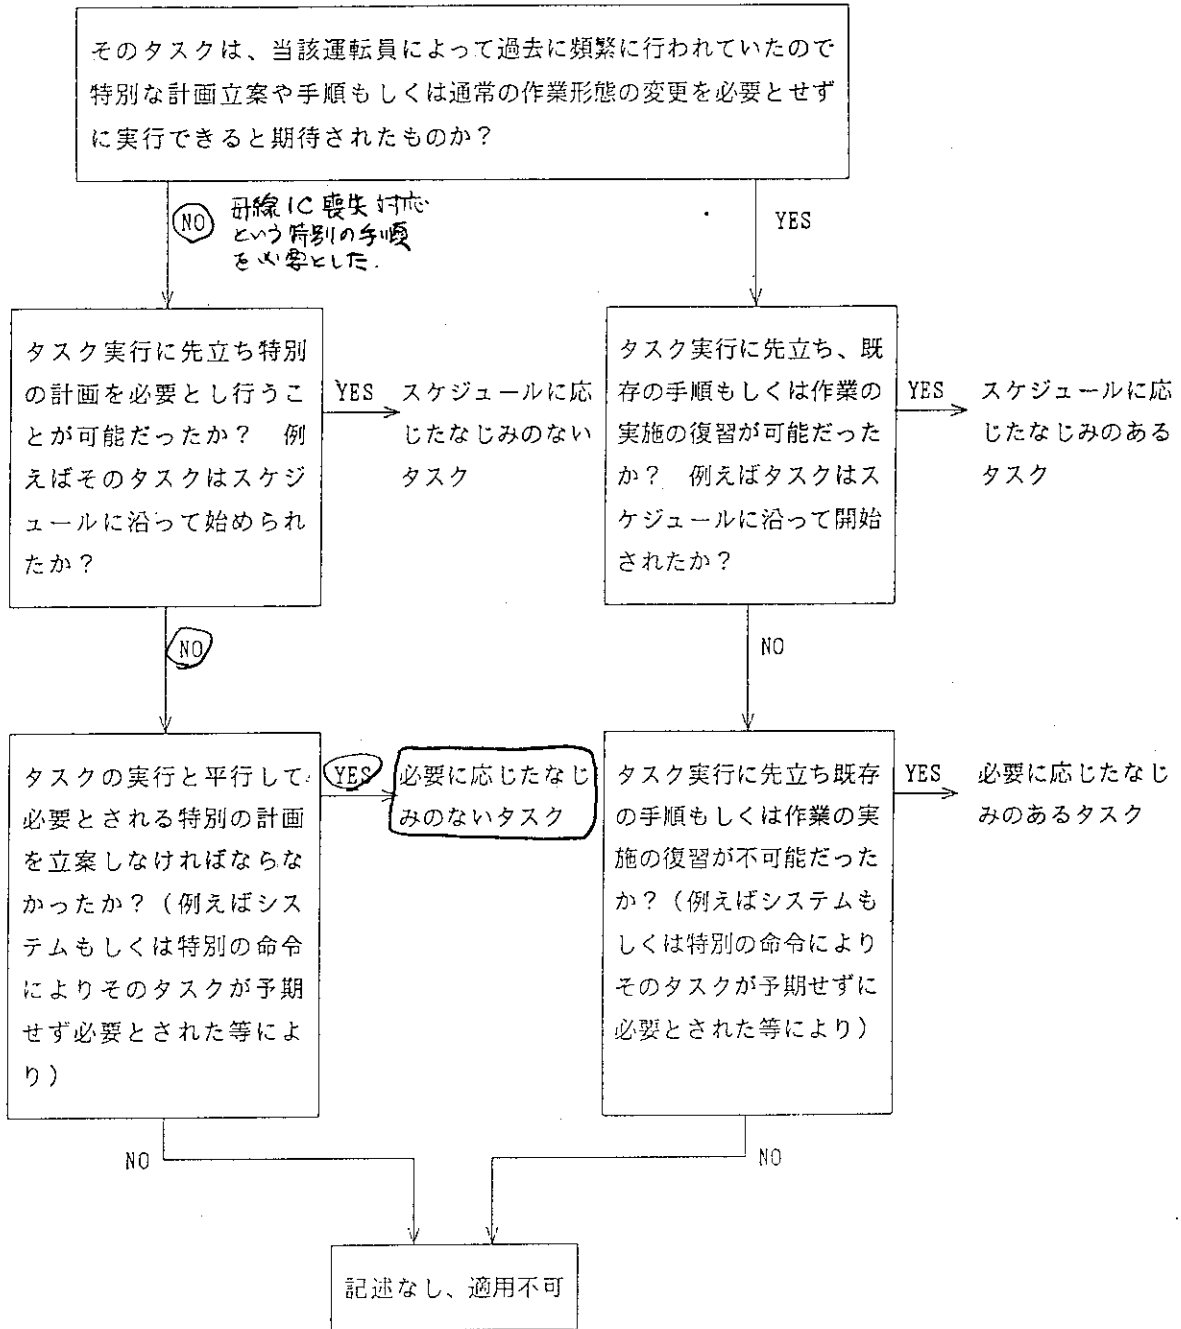 そのタスクは、当該運転員によって過去に頻繁に行われていたので
特別な計画立案や手順もしくは通常の作業形態の変更を必要とせず
に実行できると期待されたものか?
NO
母線1C喪失対応
という特別の手順
を必要とした.
YES
タスク実行に先立ち特別
の計画を必要とし行うこ
とが可能だったか? 例
えばそのタスクはスケジ
ュールに沿って始められ
たか?
YES
スケジュールに応
じたなじみのない
タスク
タスク実行に先立ち、既
存の手順もしくは作業の
実施の復習が可能だった
か? 例えばタスクはス
ケジュールに沿って開始
されたか?
YES
スケジュールに応
じたなじみのある
タスク
NO
NO
タスクの実行と平行して
必要とされる特別の計画
を立案しなければならな
かったか?(例えばシス
テムもしくは特別の命令
によりそのタスクが予期
せず必要とされた等によ
り)
YES
必要に応じたなじ
みのないタスク
タスク実行に先立ち既存
の手順もしくは作業の実
施の復習が不可能だった
か?(例えばシステムも
しくは特別の命令により
そのタスクが予期せずに
必要とされた等により)
YES
必要に応じたなじ
みのあるタスク
NO
NO
記述なし、適用不可